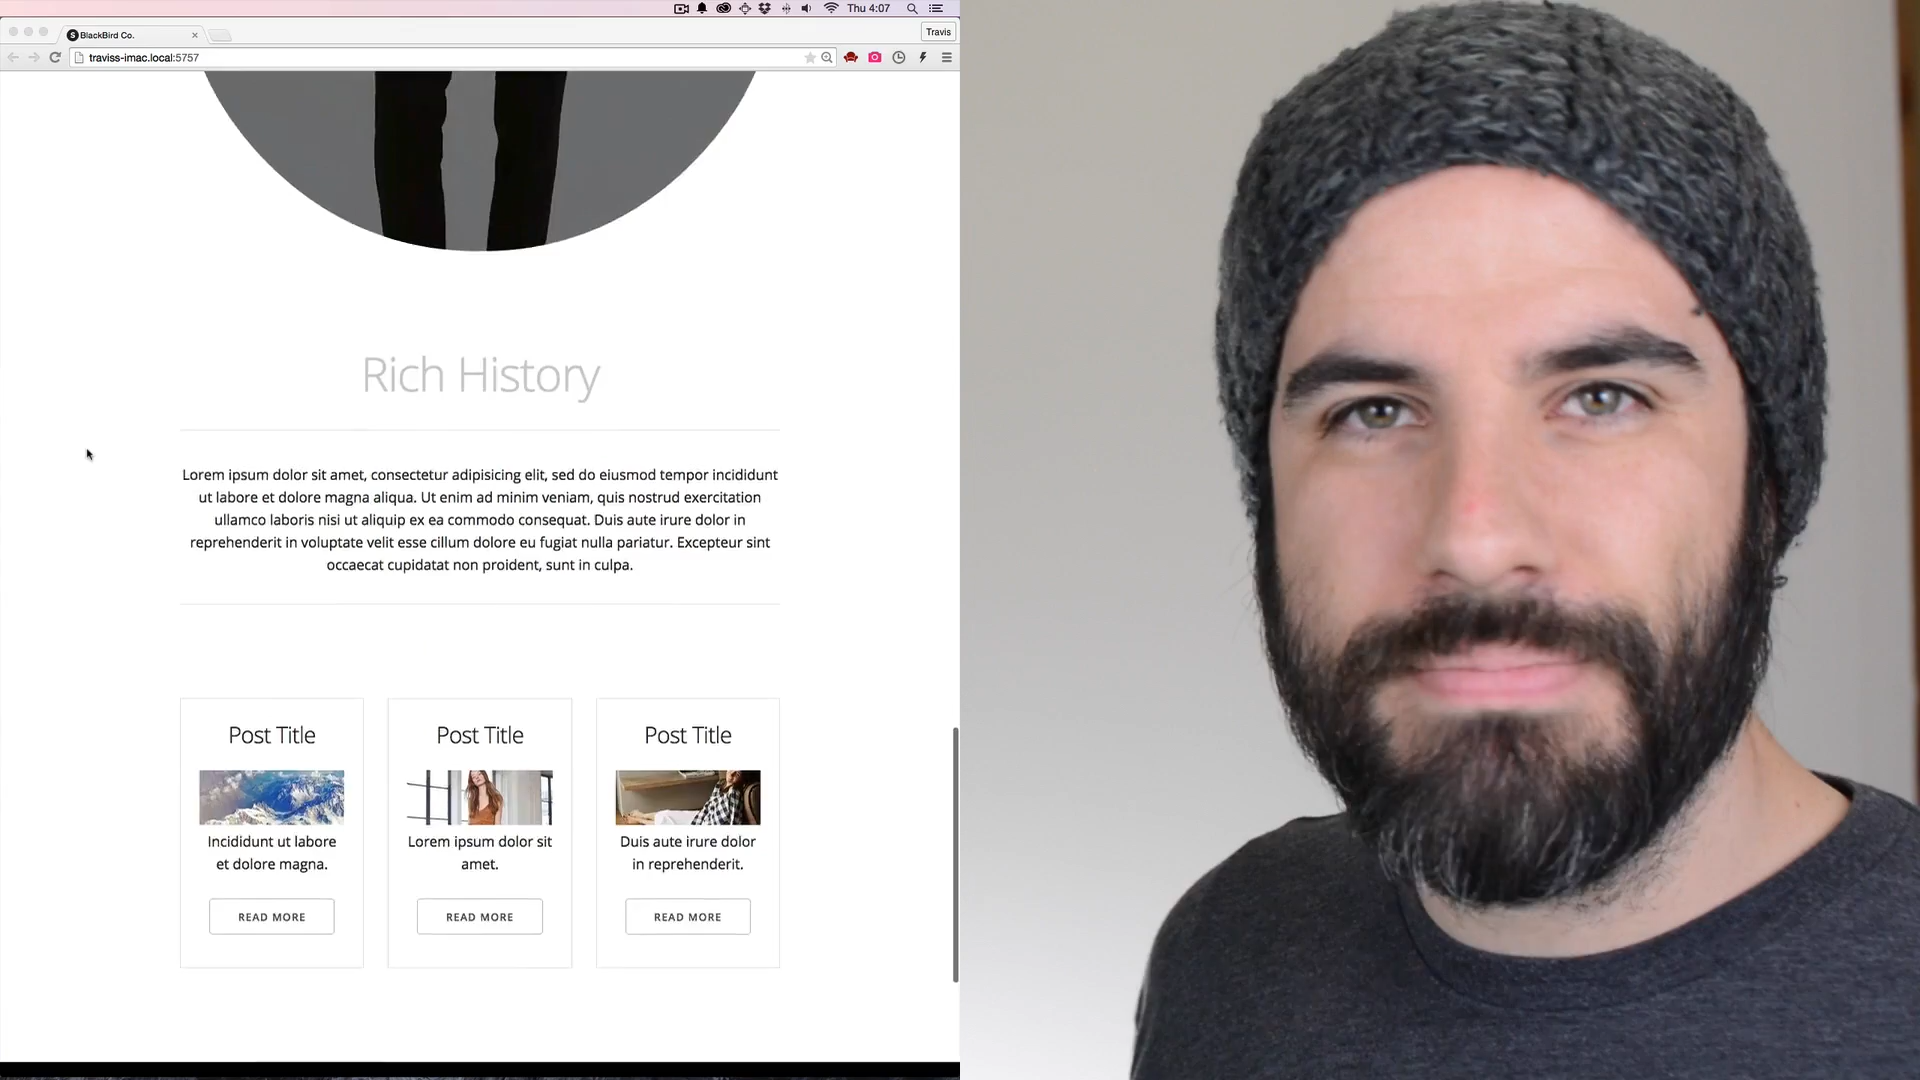 Thu 4:07
BlackBird Co.
Travis
traviss-imac.local:5757
Rich History
Lorem ipsum dolor sit amet, consectetur adipisicing elit, sed do eiusmod tempor incididunt
ut labore et dolore magna aliqua. Ut enim ad minim veniam, quis nostrud exercitation
ullamco laboris nisi ut aliquip ex ea commodo consequat. Duis aute irure dolor in
reprehenderit in voluptate velit esse cillum dolore eu fugiat nulla pariatur. Excepteur sint
occaecat cupidatat non proident, sunt in culpa.
Post Title
Incididunt ut labore
et dolore magna.
READ MORE
Post Title
Lorem ipsum dolor sit
amet.
READ MORE
Post Title
Duis aute irure dolor
in reprehenderit.
READ MORE